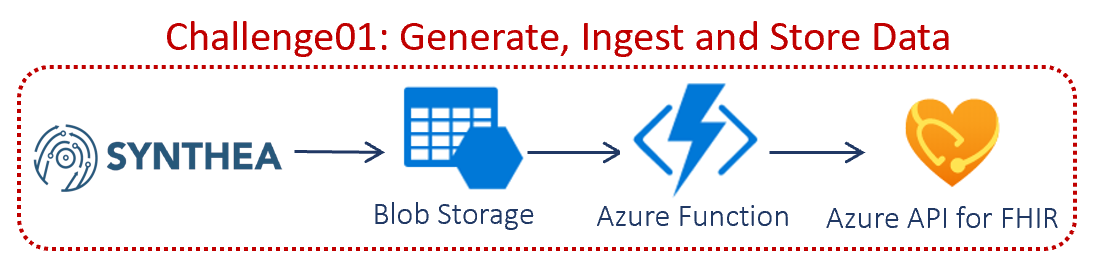 Challenge01: Generate, Ingest and Store Data
SYNTHEA
Blob Storage
Azure Function
Azure API for FHIR